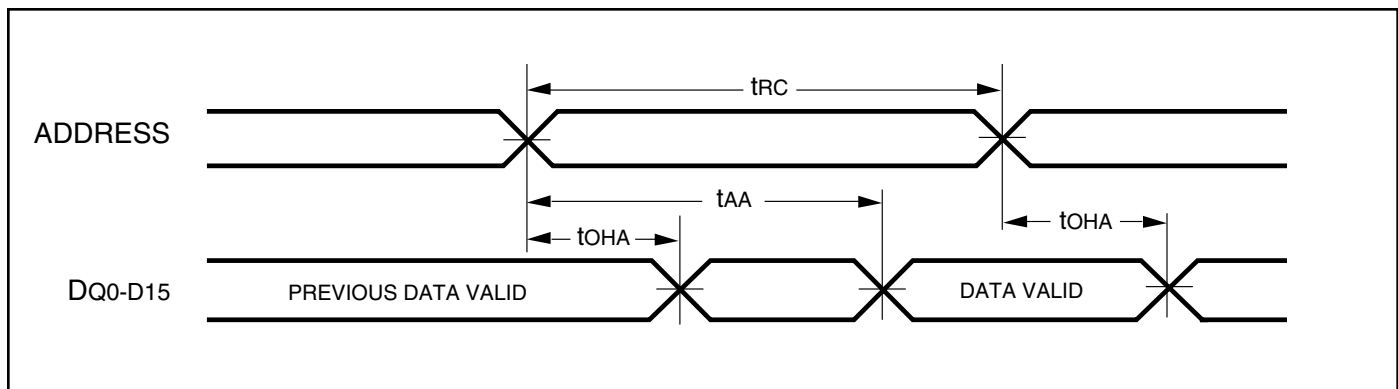 tRC
ADDRESS
tAA
tOHA
tOHA
DQ0-D15
PREVIOUS DATA VALID
DATA VALID